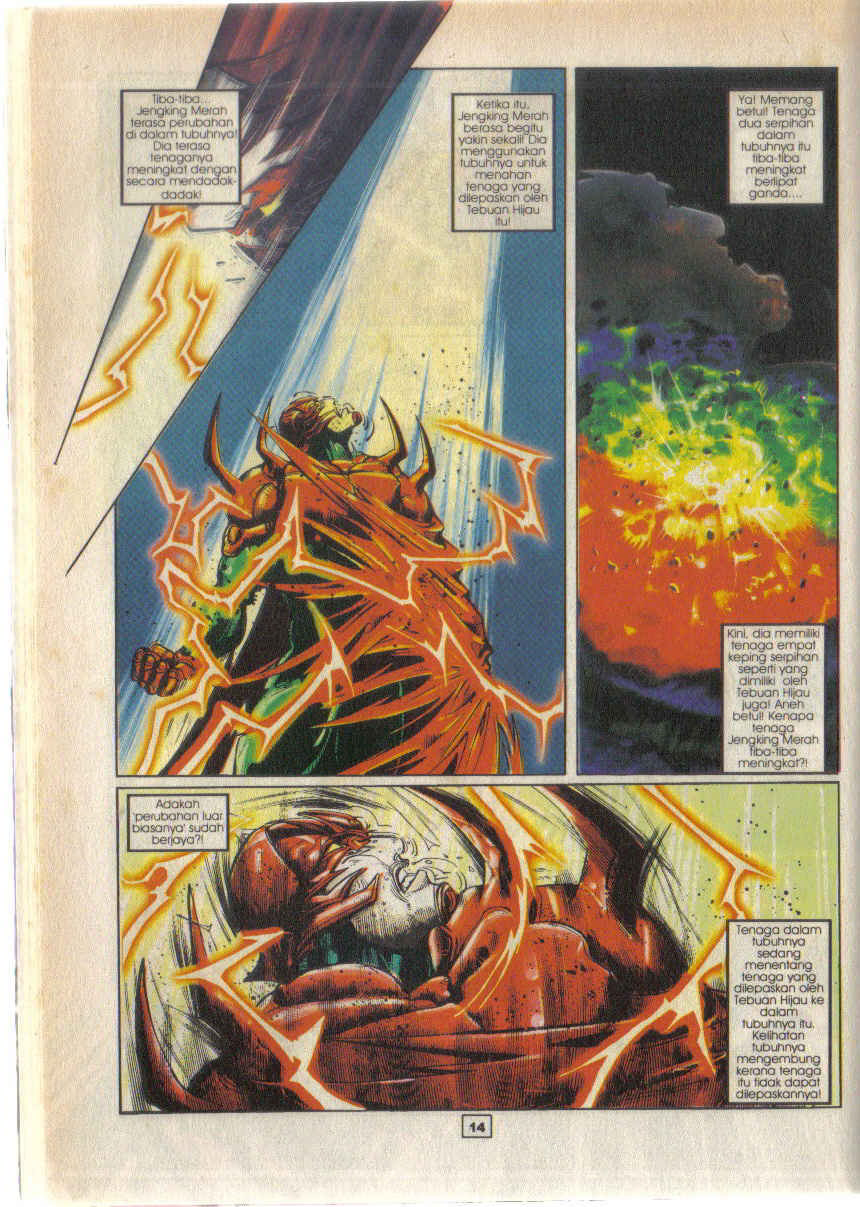 Tiba-tiba...
Jengking Merah
terasa perubahan
di dalam tubuhnya!
Dia terasa
tenaganya
meningkat dengan
secara mendadak-
dadak!
Ketika itu,
Jengking Merah
berasa begitu
yakin sekali! Dia
menggunakan
tubuhnya untuk
menahan
tenaga yang
dilepaskan oleh
Tebuan Hijau
itu!
Ya! Memang
betul! Tenaga
dua serpihan
dalam
tubuhnya itu
tiba-tiba
meningkat
berlipat
ganda....
Kini, dia memiliki
tenaga empat
keping serpihan
seperti yang
dimiliki oleh
Tebuan Hijau
juga! Aneh
betul! Kenapa
tenaga
Jengking Merah
tiba-tiba
meningkat?!
Adakah
'perubahan luar
biasanya' sudah
berjaya?!
Tenaga dalam
tubuhnya
sedang
menentang
tenaga yang
dilepaskan oleh
Tebuan Hijau ke
dalam
tubuhnya itu.
Kelihatan
tubuhnya
mengembung
kerana tenaga
itu tidak dapat
dilepaskannya!
14